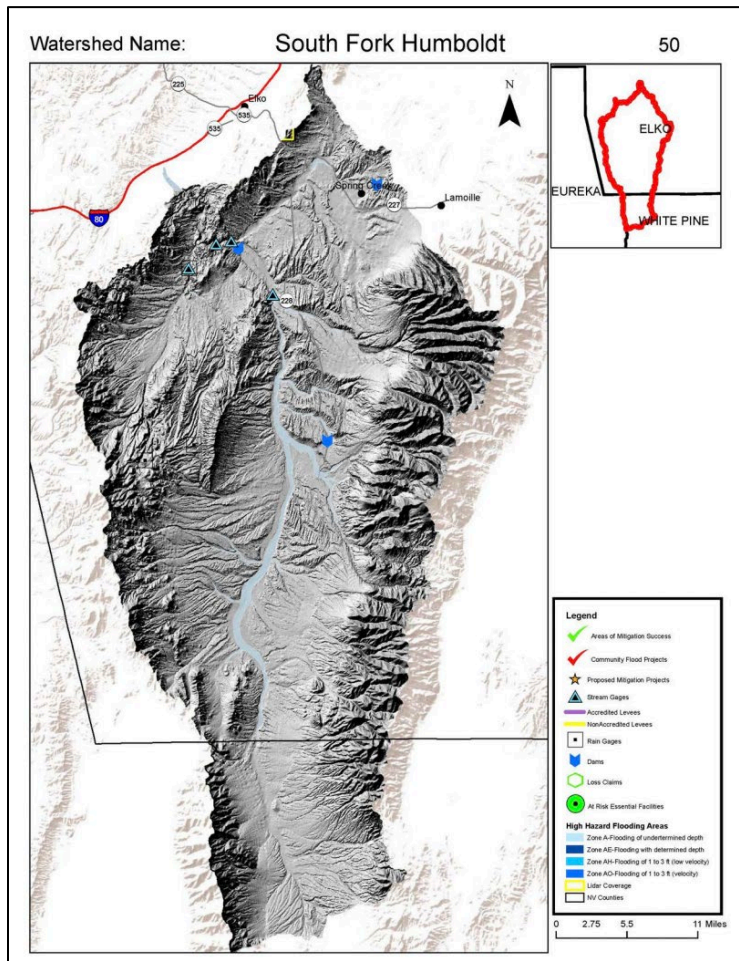 Watershed Name: South Fork Humboldt 50
225
Elko
535
535
N
80
Spring Creek
227
Lamoille
228
ELKO
EUREKA
WHITE PINE
Legend
Areas of Mitigation Success
Community Flood Projects
Proposed Mitigation Projects
Stream Gages
Accredited Levees
NonAccredited Levees
Rain Gages
Dams
Loss Claims
At Risk Essential Facilities
High Hazard Flooding Areas
Zone A-Flooding of undertermined depth
Zone AE-Flooding with determined depth
Zone AH-Flooding of 1 to 3 ft (low velocity)
Zone AO-Flooding of 1 to 3 ft (velocity)
Lidar Coverage
NV Counties
0 2.75 5.5 11 Miles